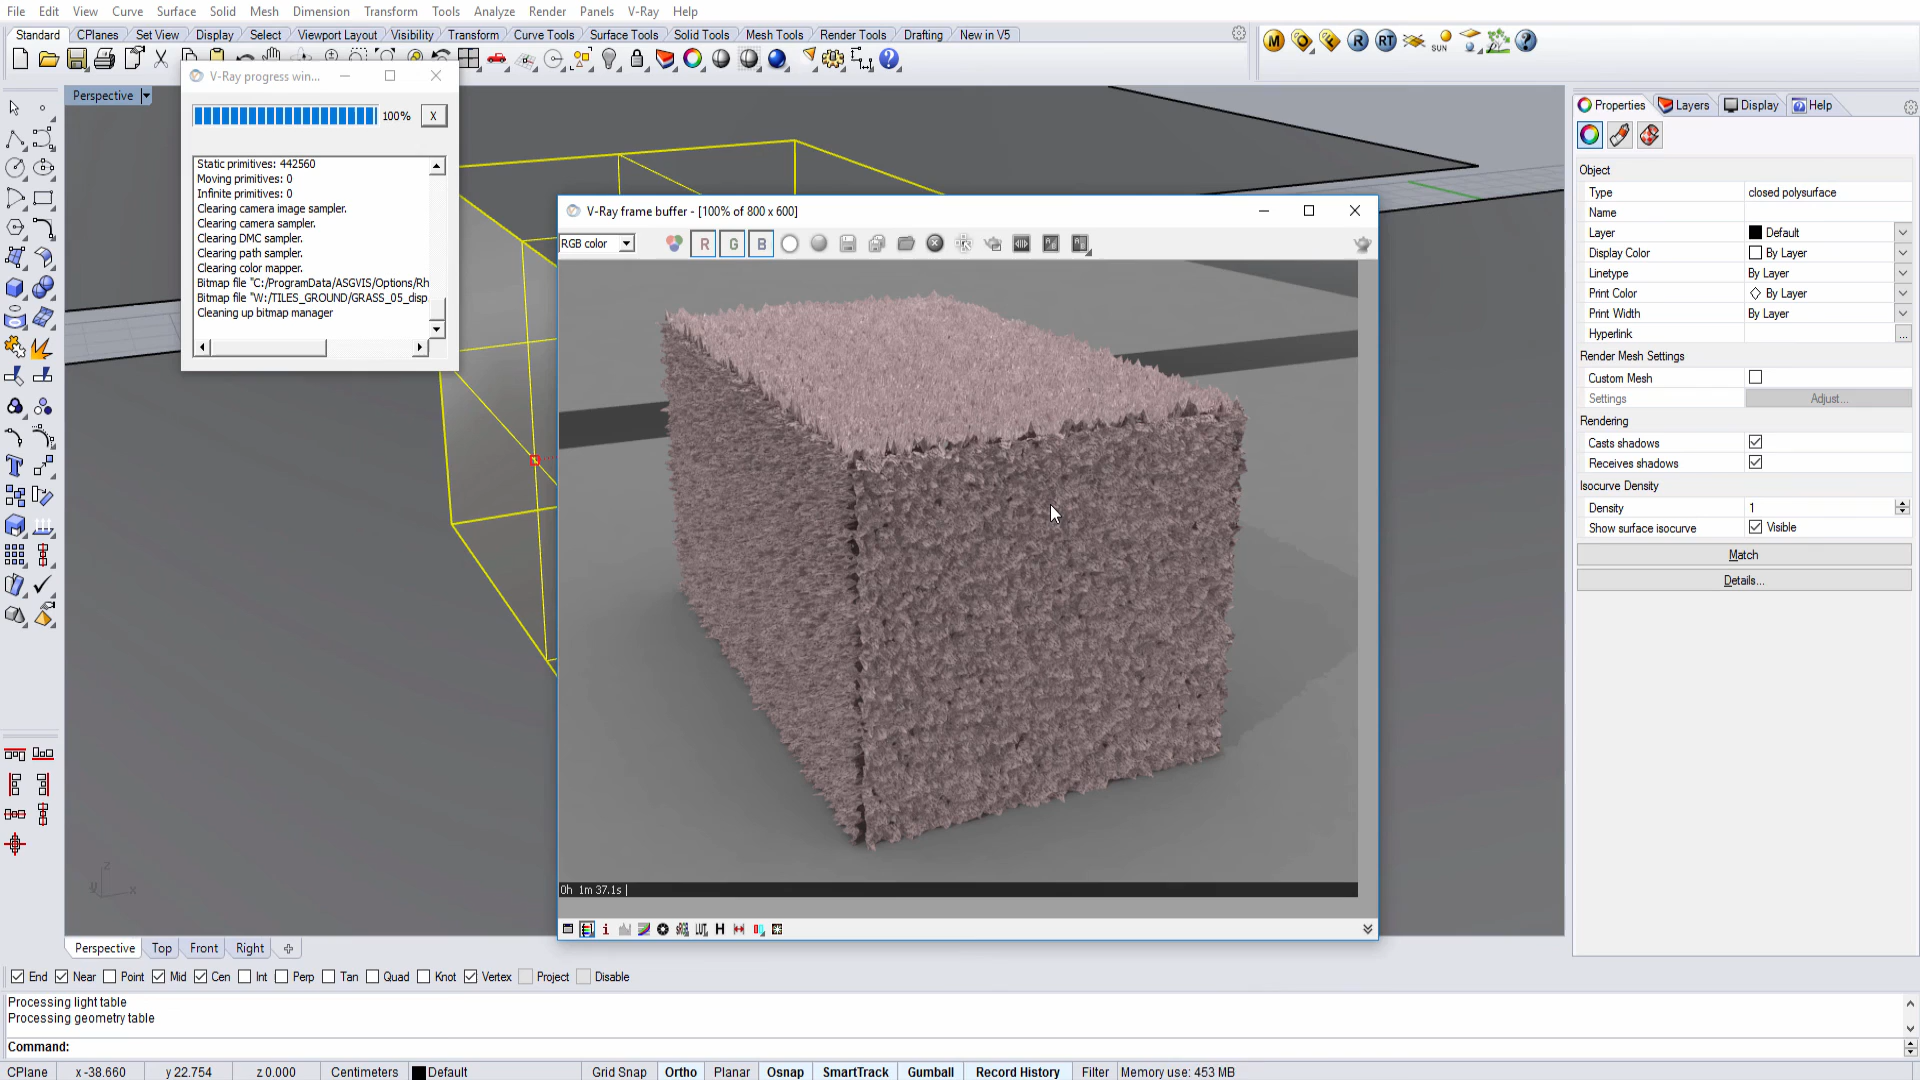 File Edit View Curve Surface Solid Mesh Dimension Transform Tools Analyze Render Panels V-Ray Help
Standard CPlanes Set View Display Select Viewport Layout Visibility Transform Curve Tools Surface Tools Solid Tools Mesh Tools Render Tools Drafting New in V5
M R RT SUN
V-Ray progress win...
100% X
Static primitives: 442560
Moving primitives: 0
Infinite primitives: 0
Clearing camera image sampler.
Clearing camera sampler.
Clearing DMC sampler.
Clearing path sampler.
Clearing color mapper.
Bitmap file "C:/ProgramData/ASGVIS/Options/Rh
Bitmap file "W:/TILES_GROUND/GRASS_05_disp
Cleaning up bitmap manager
Perspective
V-Ray frame buffer - [100% of 800 x 600]
RGB color R G B
0h 1m 37.1s
Properties Layers Display Help
Object
Type closed polysurface
Name
Layer Default
Display Color By Layer
Linetype By Layer
Print Color By Layer
Print Width By Layer
Hyperlink ...
Render Mesh Settings
Custom Mesh
Settings Adjust...
Rendering
Casts shadows
Receives shadows
Isocurve Density
Density 1
Show surface isocurve Visible
Match
Details...
z
y x
Perspective Top Front Right
End Near Point Mid Cen Int Perp Tan Quad Knot Vertex Project Disable
Processing light table
Processing geometry table
Command:
CPlane x -38.660 y 22.754 z 0.000 Centimeters Default Grid Snap Ortho Planar Osnap SmartTrack Gumball Record History Filter Memory use: 453 MB